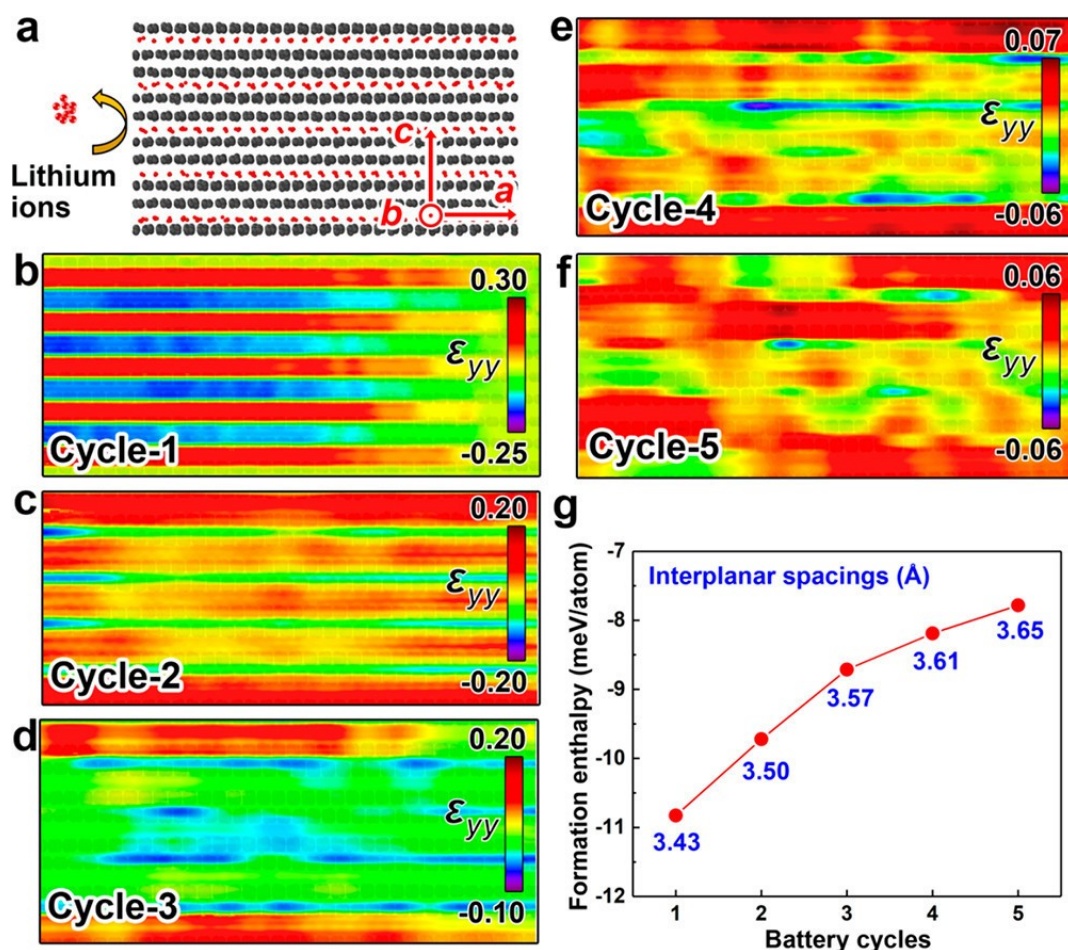 a
Lithium
ions
c
b
a
b
0.30
εyy
-0.25
Cycle-1
c
0.20
εyy
-0.20
Cycle-2
d
0.20
εyy
-0.10
Cycle-3
e
0.07
εyy
-0.06
Cycle-4
f
0.06
εyy
-0.06
Cycle-5
g
Interplanar spacings (Å)
Formation enthalpy (meV/atom)
-7
-8
-9
-10
-11
-12
3.43
3.50
3.57
3.61
3.65
1 2 3 4 5
Battery cycles